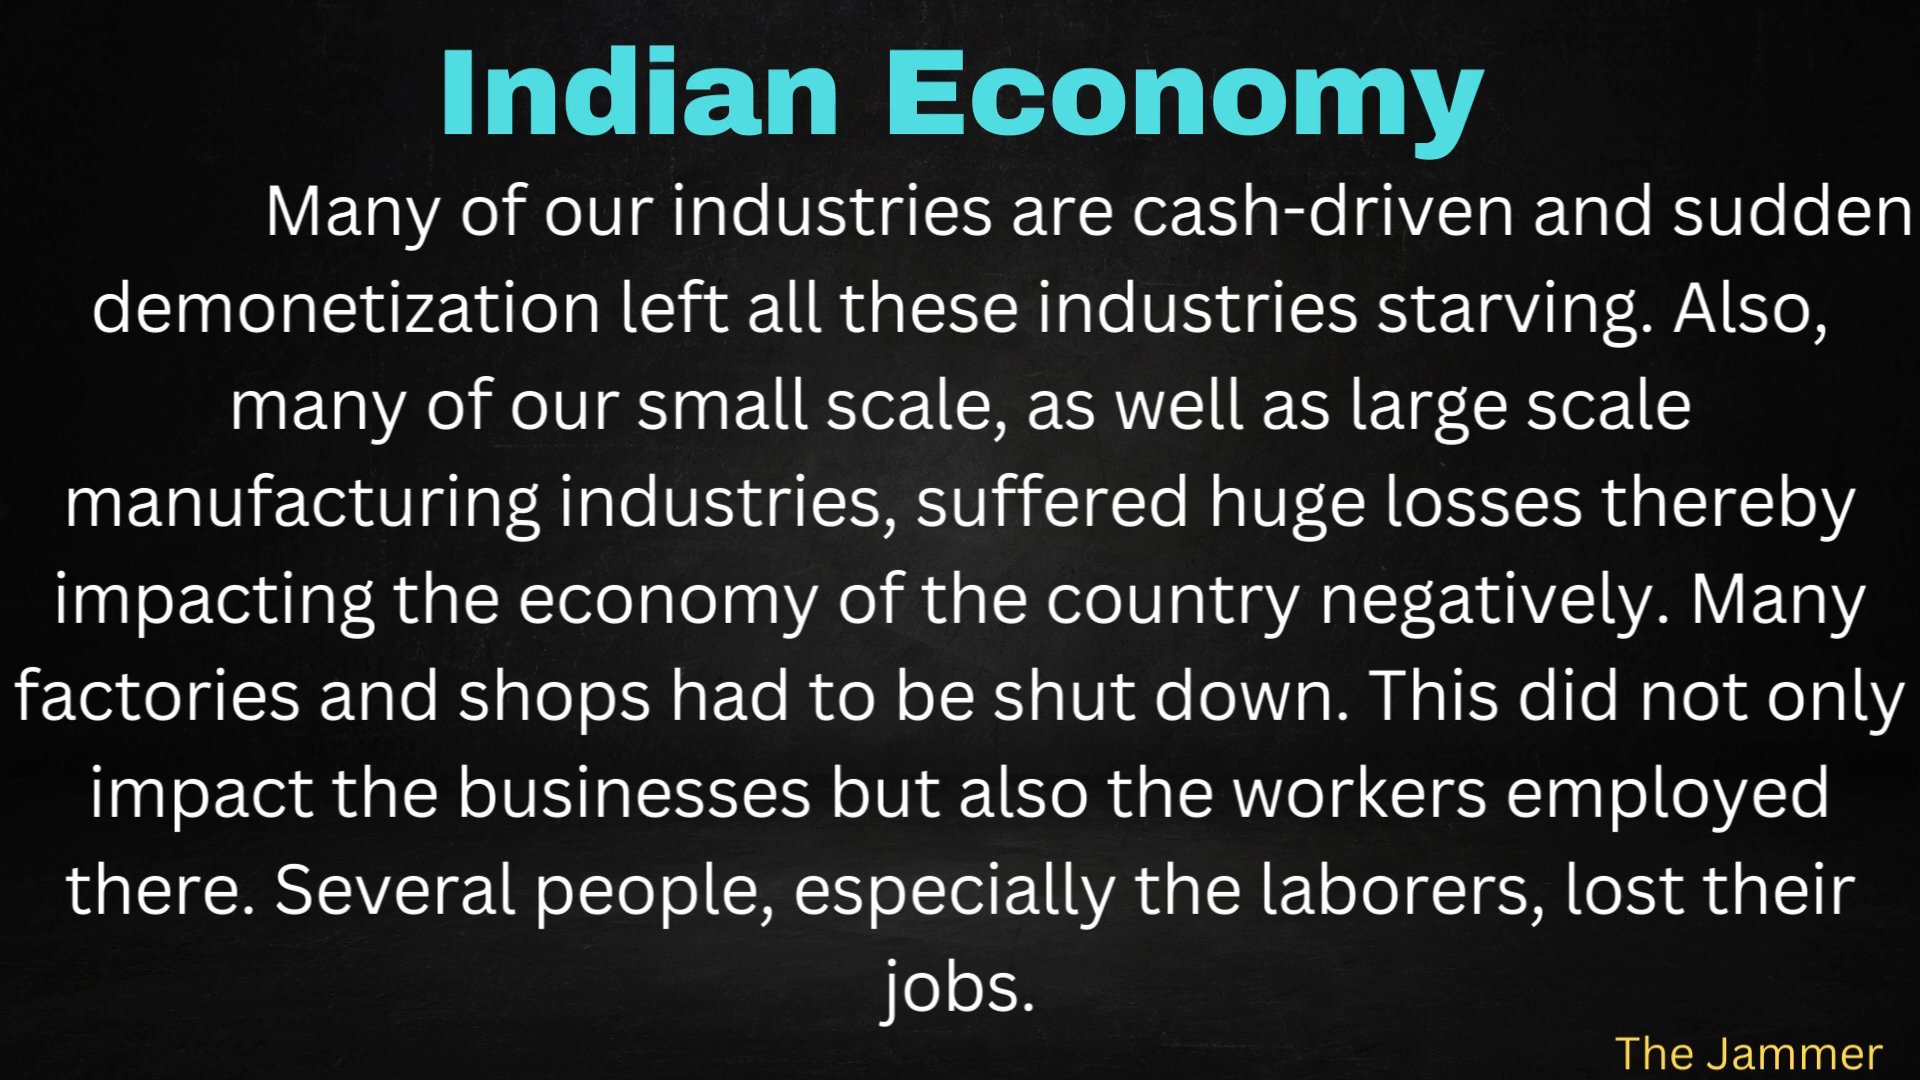 Indian Economy
Many of our industries are cash-driven and sudden
demonetization left all these industries starving. Also,
many of our small scale, as well as large scale
manufacturing industries, suffered huge losses thereby
impacting the economy of the country negatively. Many
factories and shops had to be shut down. This did not only
impact the businesses but also the workers employed
there. Several people, especially the laborers, lost their
jobs.
The Jammer